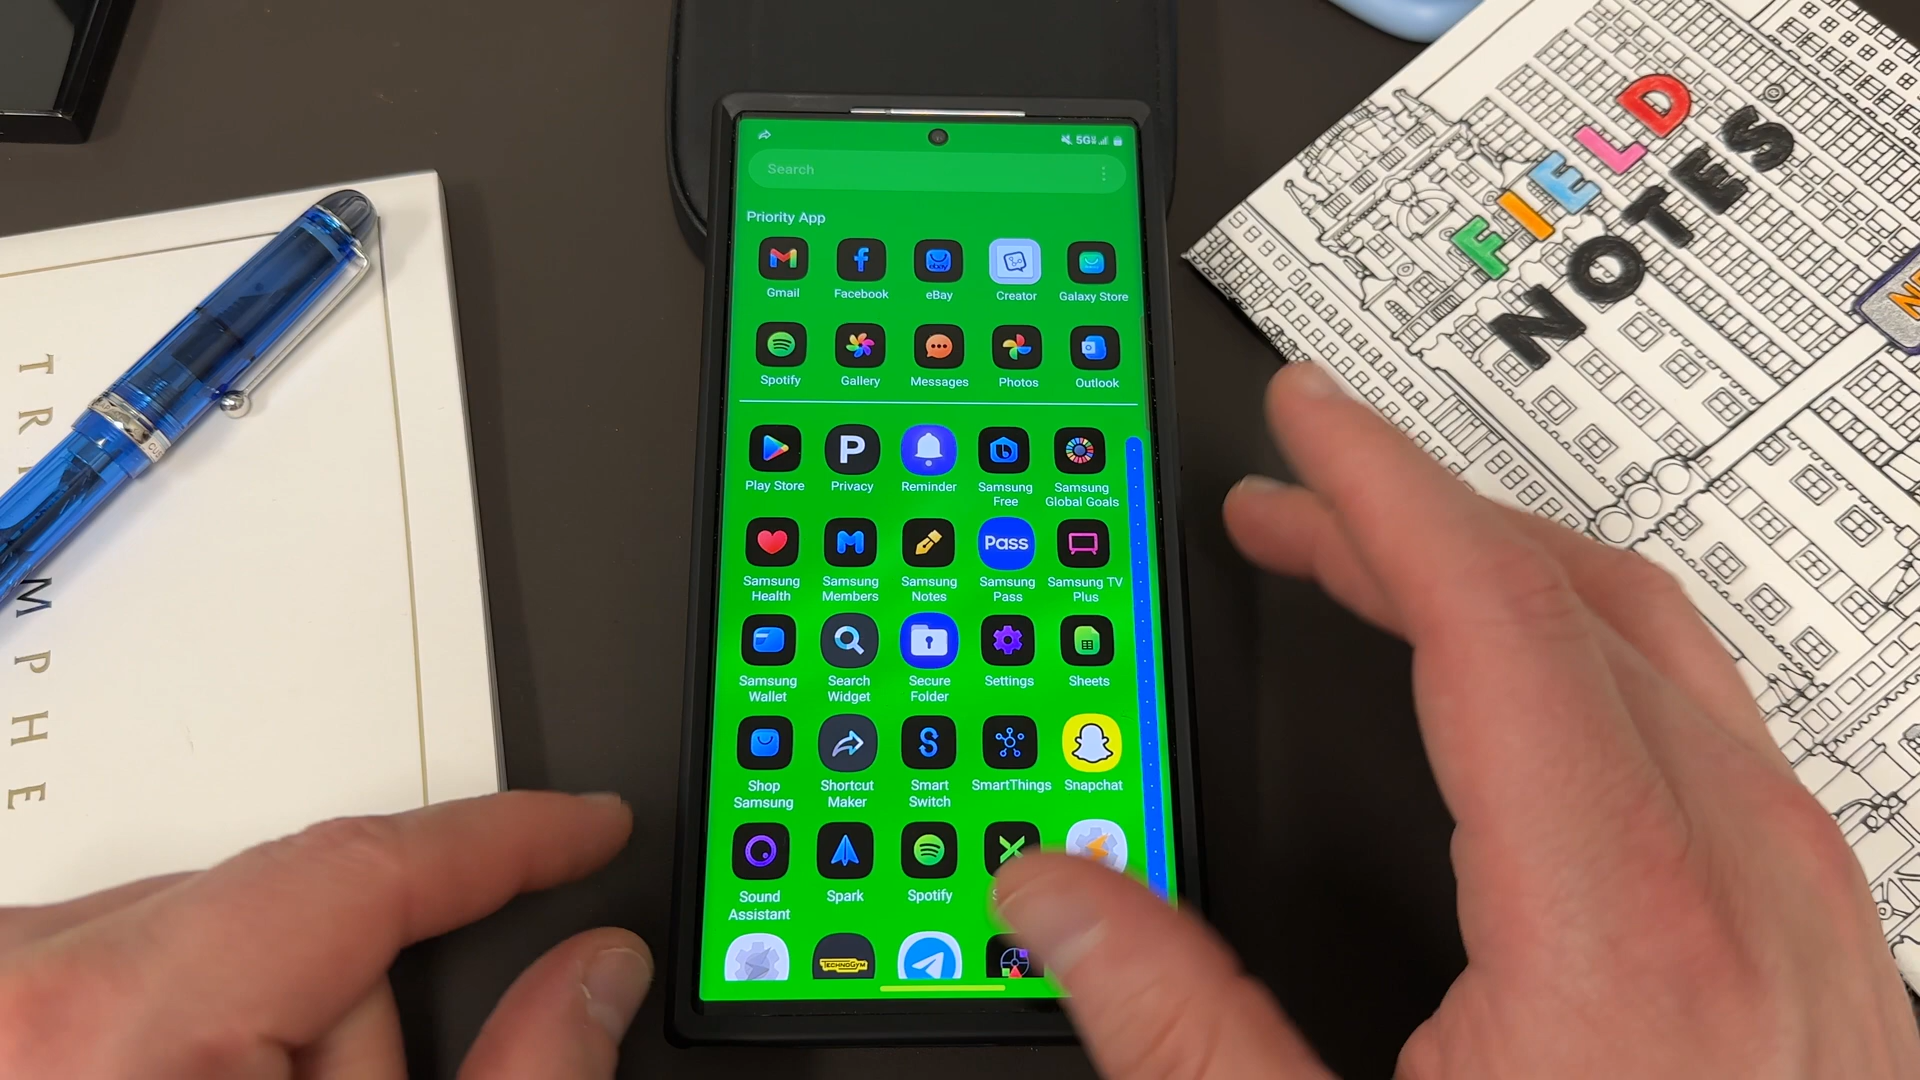 5G
Search
Priority App
Gmail Facebook eBay Creator Galaxy Store
Spotify Gallery Messages Photos Outlook
Play Store Privacy Reminder Samsung Free Samsung Global Goals
Pass
Samsung Health Samsung Members Samsung Notes Samsung Pass Samsung TV Plus
Samsung Wallet Search Widget Secure Folder Settings Sheets
Shop Samsung Shortcut Maker Smart Switch SmartThings Snapchat
Sound Assistant Spark Spotify
TECHNOGYM
FIELD
NOTES